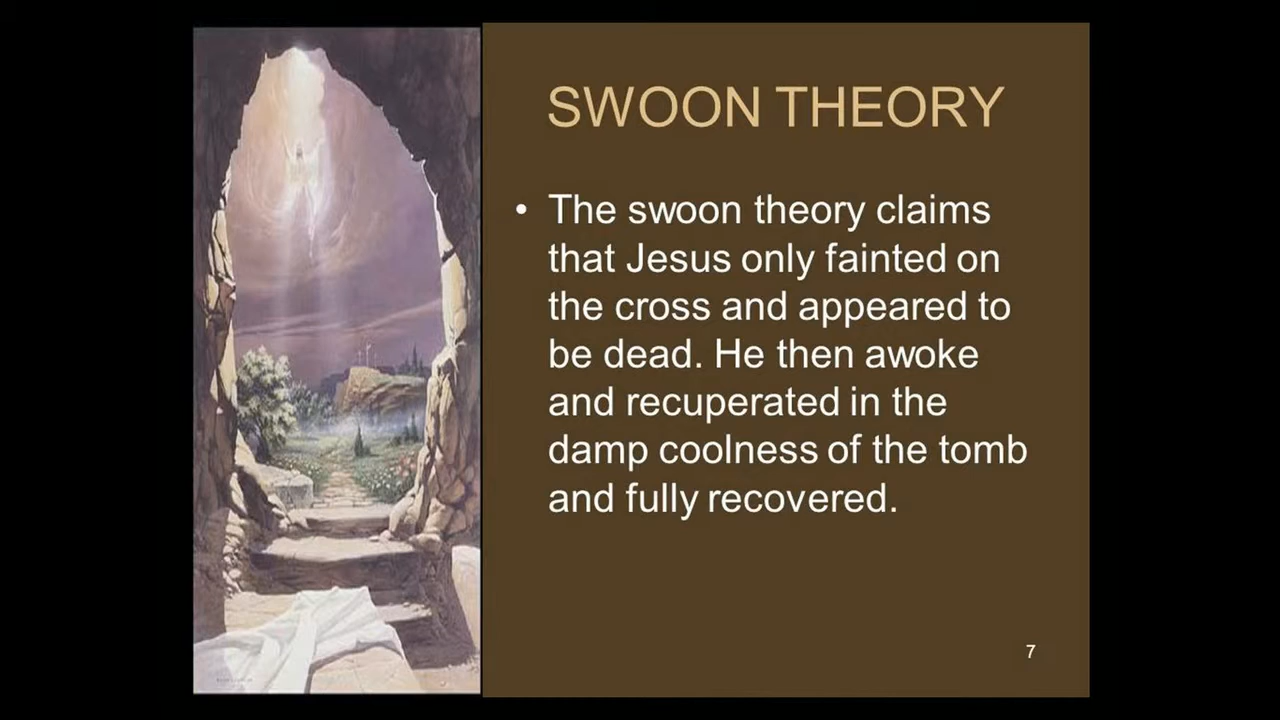 SWOON THEORY
• The swoon theory claims
that Jesus only fainted on
the cross and appeared to
be dead. He then awoke
and recuperated in the
damp coolness of the tomb
and fully recovered.
7